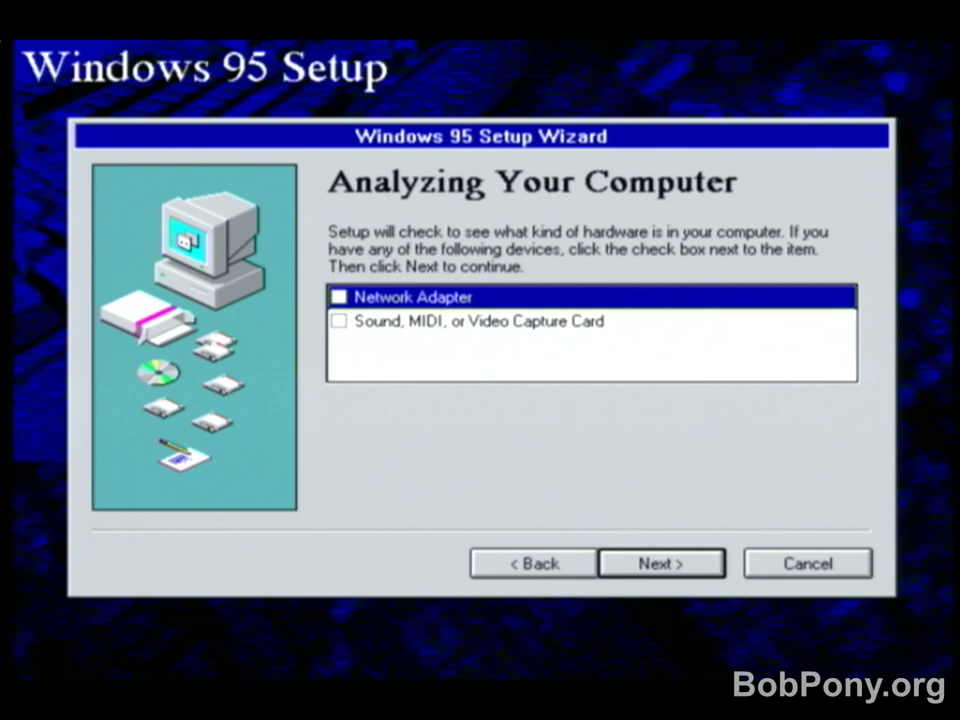 Windows 95 Setup
Windows 95 Setup Wizard
Analyzing Your Computer
Setup will check to see what kind of hardware is in your computer. If you
have any of the following devices, click the check box next to the item.
Then click Next to continue.
Network Adapter
Sound, MIDI, or Video Capture Card
< Back
Next >
Cancel
BobPony.org